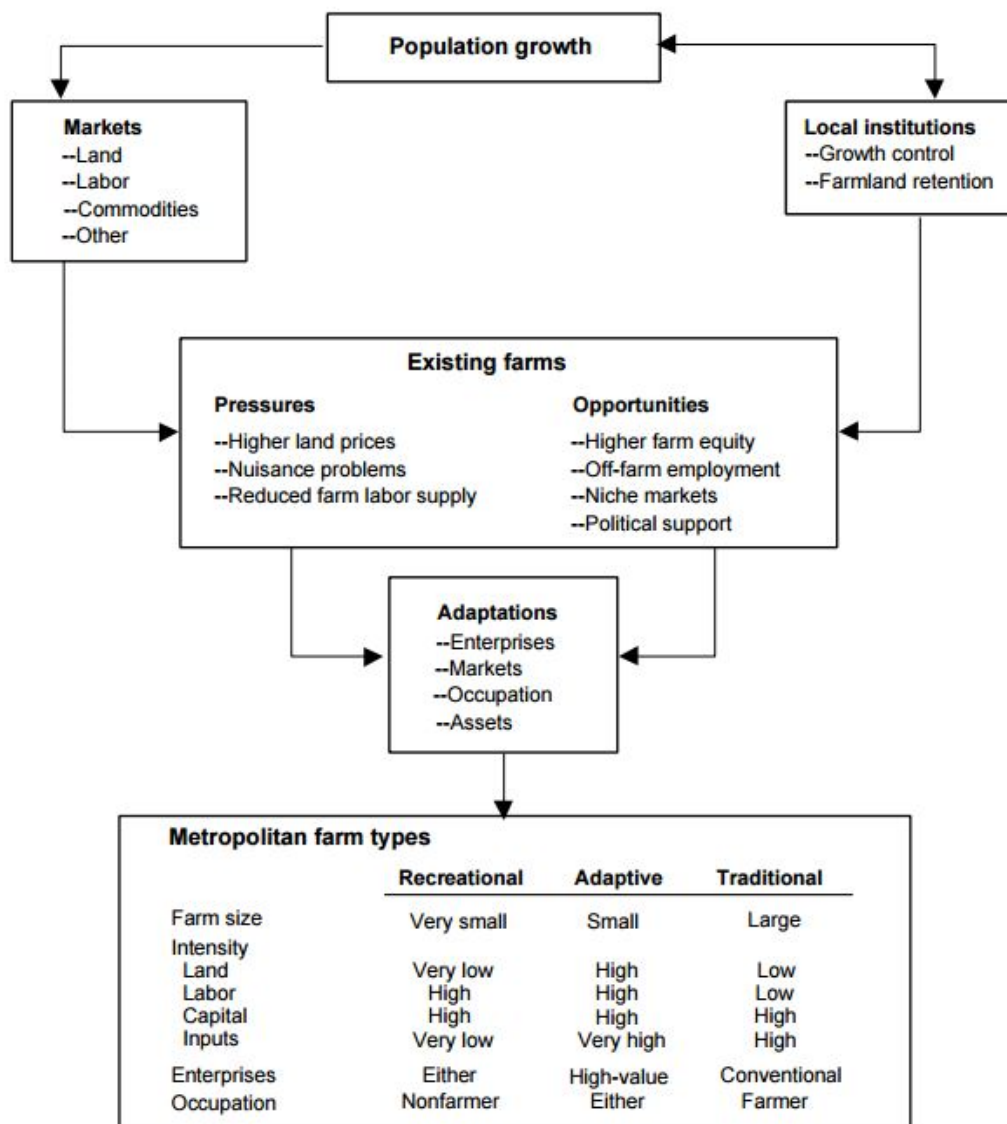 Population growth
Markets
--Land
--Labor
--Commodities
--Other
Local institutions
--Growth control
--Farmland retention
Existing farms
Pressures
--Higher land prices
--Nuisance problems
--Reduced farm labor supply
Opportunities
--Higher farm equity
--Off-farm employment
--Niche markets
--Political support
Adaptations
--Enterprises
--Markets
--Occupation
--Assets
Metropolitan farm types
Recreational Adaptive Traditional
Farm size Very small Small Large
Intensity
Land Very low High Low
Labor High High Low
Capital High High High
Inputs Very low Very high High
Enterprises Either High-value Conventional
Occupation Nonfarmer Either Farmer